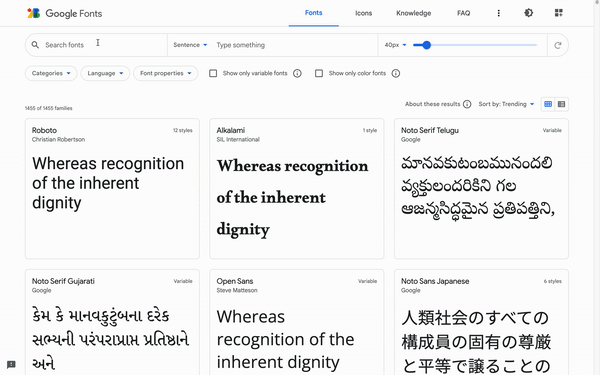 Google Fonts
Fonts
Icons
Knowledge
FAQ
Search fonts
Sentence
Type something
40px
Categories
Language
Font properties
Show only variable fonts
Show only color fonts
1455 of 1455 families
About these results
Sort by: Trending
Roboto
12 styles
Christian Robertson
Whereas recognition
of the inherent
dignity
Alkalami
1 style
SIL International
Whereas recognition
of the inherent
dignity
Noto Serif Telugu
Variable
Google
మానవకుటుంబమునందలి
వ్యక్తులందరికిని గల
ఆజన్మసిద్ధమైన ప్రతిపత్తిని,
Noto Serif Gujarati
Variable
Google
કેમ કે માનવકુટુંબના દરેક
સભ્યની પરંપરાપ્રાપ્ત પ્રતિષ્ઠાને
અને
Open Sans
Variable
Steve Matteson
Whereas
recognition of the
inherent dignity
Noto Sans Japanese
6 styles
Google
人類社会のすべての
構成員の固有の尊厳
と平等で譲ることの